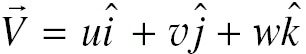 V⃗ = uî + vĵ + wk̂